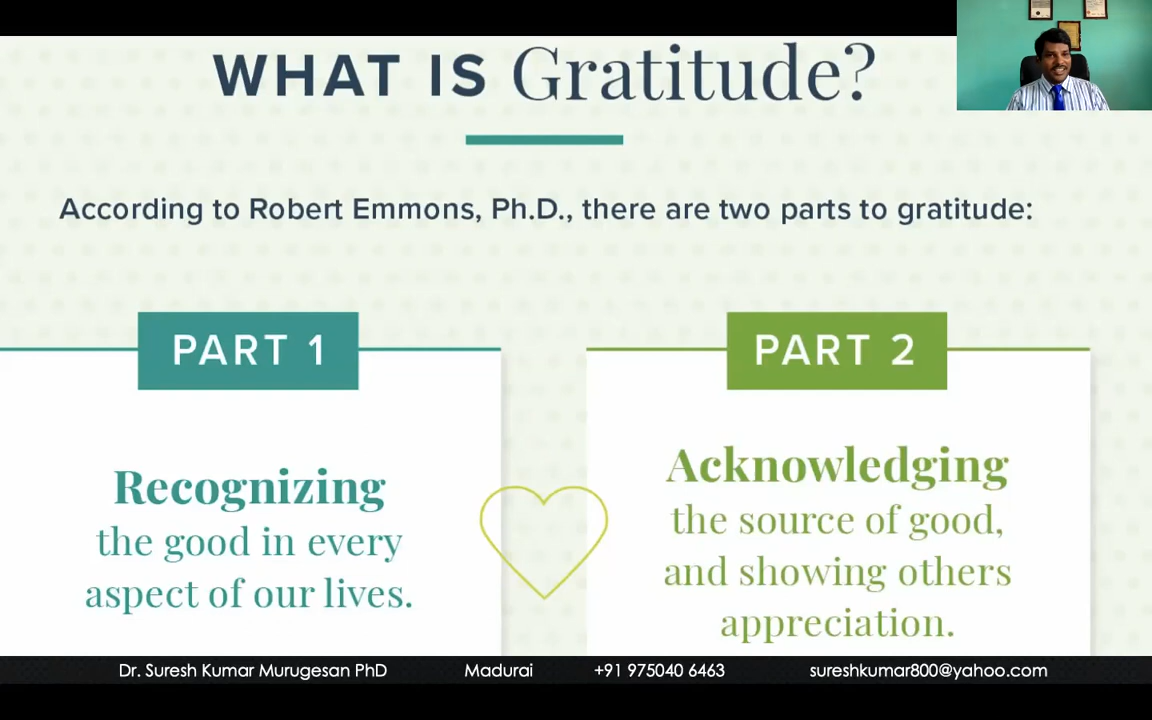 WHAT IS Gratitude?
According to Robert Emmons, Ph.D., there are two parts to gratitude:
PART 1
Recognizing
the good in every
aspect of our lives.
PART 2
Acknowledging
the source of good,
and showing others
appreciation.
Dr. Suresh Kumar Murugesan PhD Madurai +91 975040 6463 sureshkumar800@yahoo.com